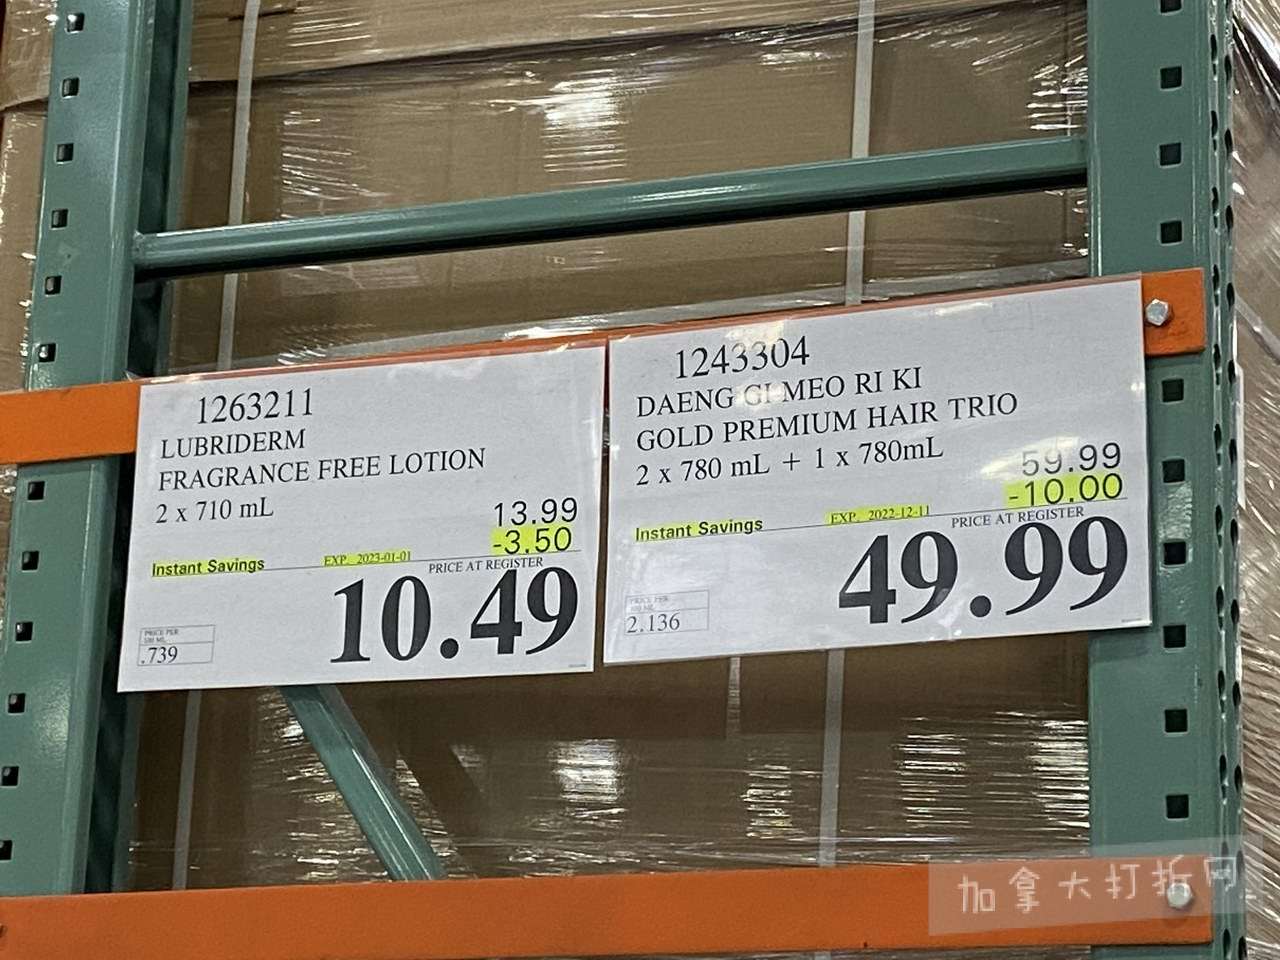 1263211
LUBRIDERM
FRAGRANCE FREE LOTION
2 x 710 mL
13.99
-3.50
Instant Savings EXP. 2023-01-01
PRICE AT REGISTER
10.49
PRICE PER
100 ML
.739
1243304
DAENG GI MEO RI KI
GOLD PREMIUM HAIR TRIO
2 x 780 mL + 1 x 780mL
59.99
-10.00
Instant Savings EXP. 2022-12-11
PRICE AT REGISTER
49.99
PRICE PER
100 ML
2.136
加拿大打折网